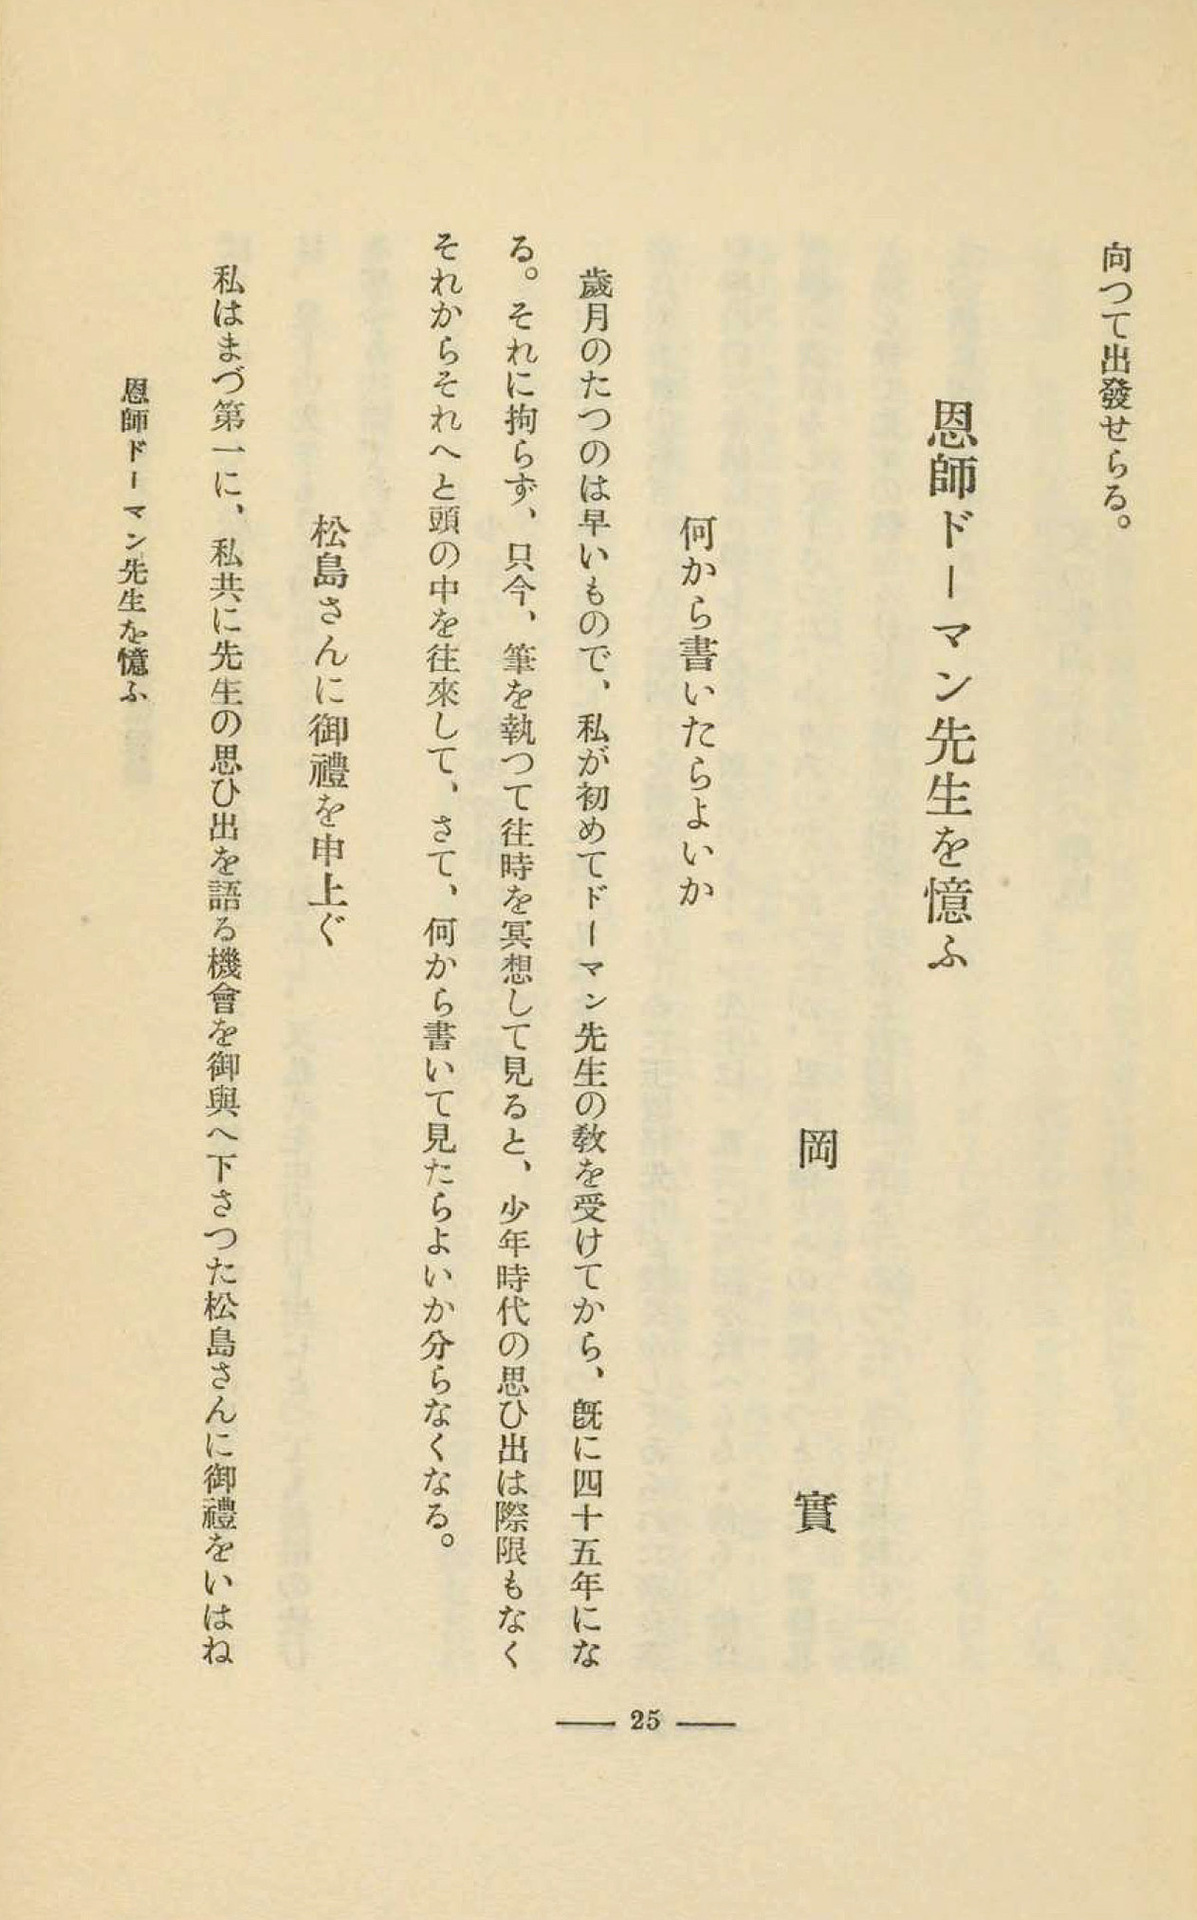 向つて出發せらる。
恩師ドーマン先生を憶ふ
岡實
何から書いたらよいか
歲月のたつのは早いもので、私が初めてドーマン先生の敎を受けてから、旣に四十五年にな
る。それに拘らず、只今、筆を執つて往時を冥想して見ると、少年時代の思ひ出は際限もなく
それからそれへと頭の中を往來して、さて、何から書いて見たらよいか分らなくなる。
松島さんに御禮を申上ぐ
私はまづ第一に、私共に先生の思ひ出を語る機會を御與へ下さつた松島さんに御禮をいはね
恩師ドーマン先生を憶ふ
25